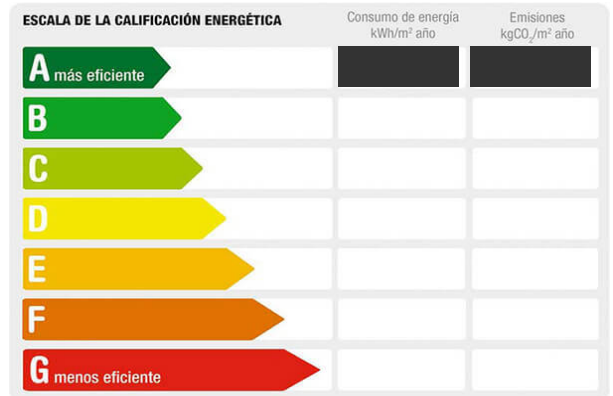 ESCALA DE LA CALIFICACIÓN ENERGÉTICA
Consumo de energía
kWh/m² año
Emisiones
kgCO₂/m² año
A más eficiente
B
C
D
E
F
G menos eficiente